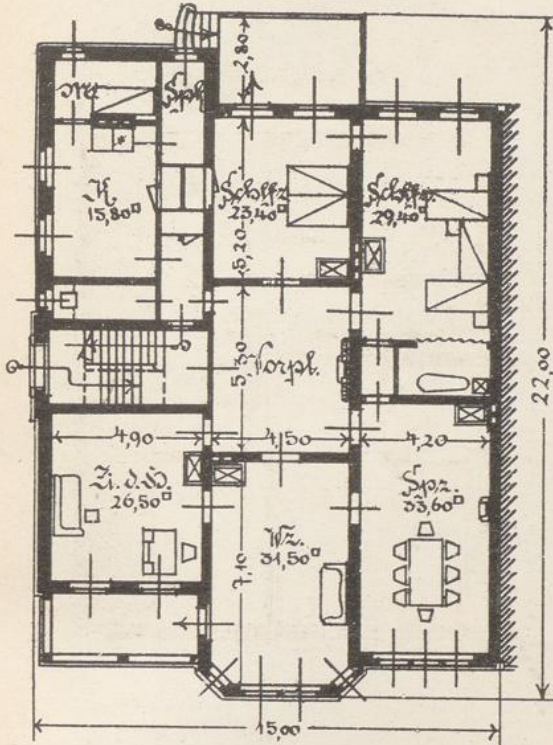 2,80
Spk.
K.
15,80□
Schlfz.
23,40□
Schlfz.
29,40□
5,20
5,30
Vorpl.
22,00
4,90
4,50
4,20
Zi. d. H.
26,50□
Wz.
31,50□
Spz.
33,60□
7,10
15,00